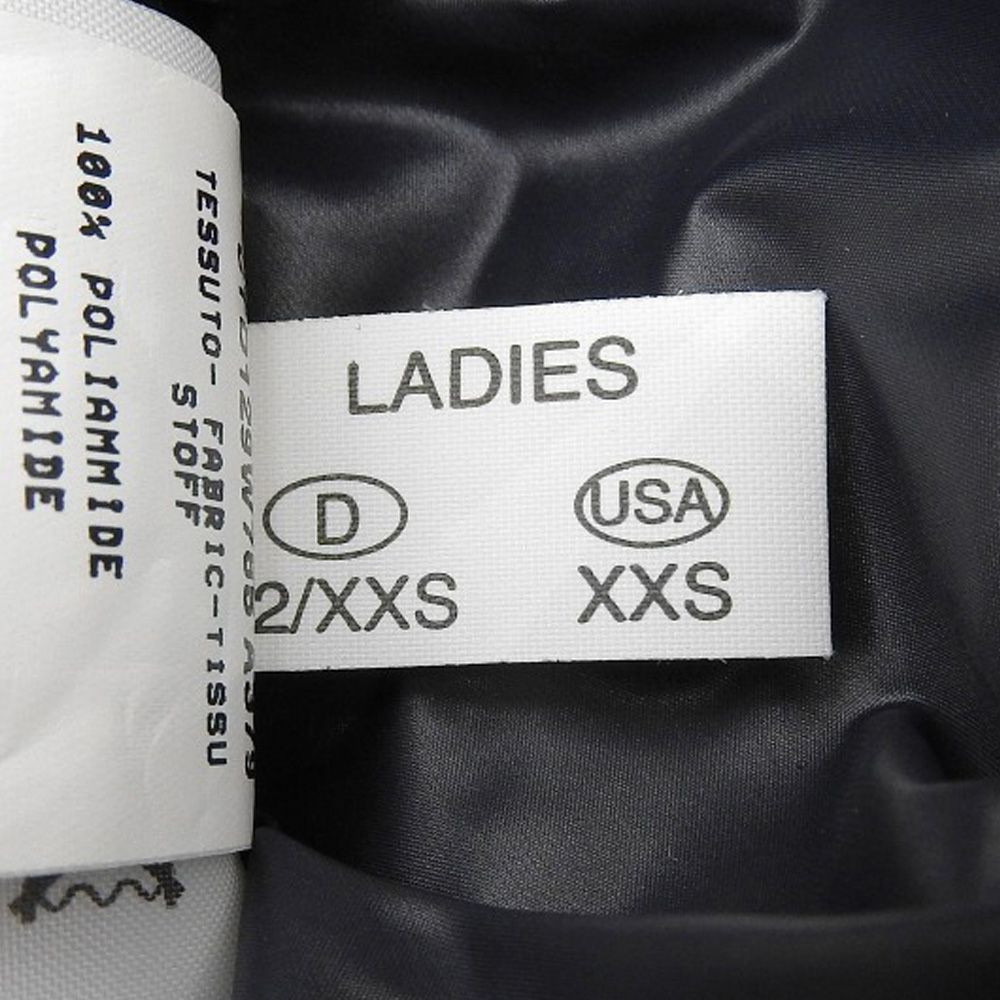 TESSUTO- FABRIC-TISSU
STOFF
100% POLIAMMIDE
POLYAMIDE
LADIES
D
USA
2/XXS
XXS